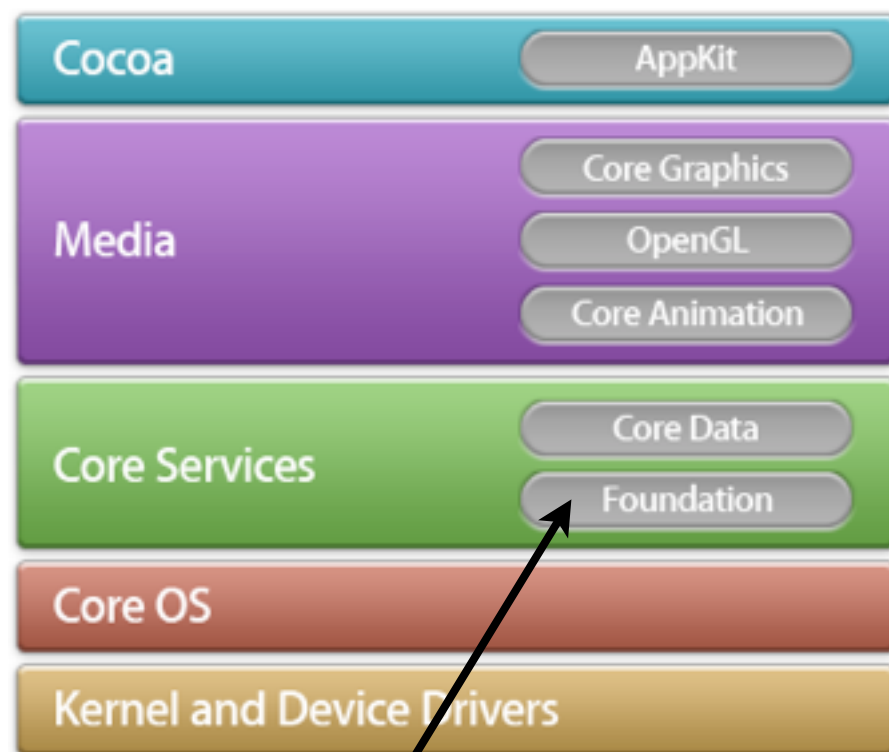 Cocoa
AppKit
Media
Core Graphics
OpenGL
Core Animation
Core Services
Core Data
Foundation
Core OS
Kernel and Device Drivers